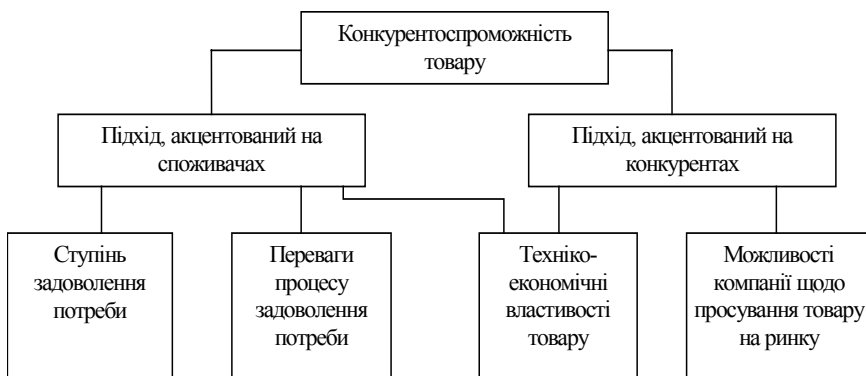 Конкурентоспроможність
товару
Підхід, акцентований на
споживачах
Підхід, акцентований на
конкурентах
Ступінь
задоволення
потреби
Переваги
процесу
задоволення
потреби
Техніко-
економічні
властивості
товару
Можливості
компанії щодо
просування товару
на ринку